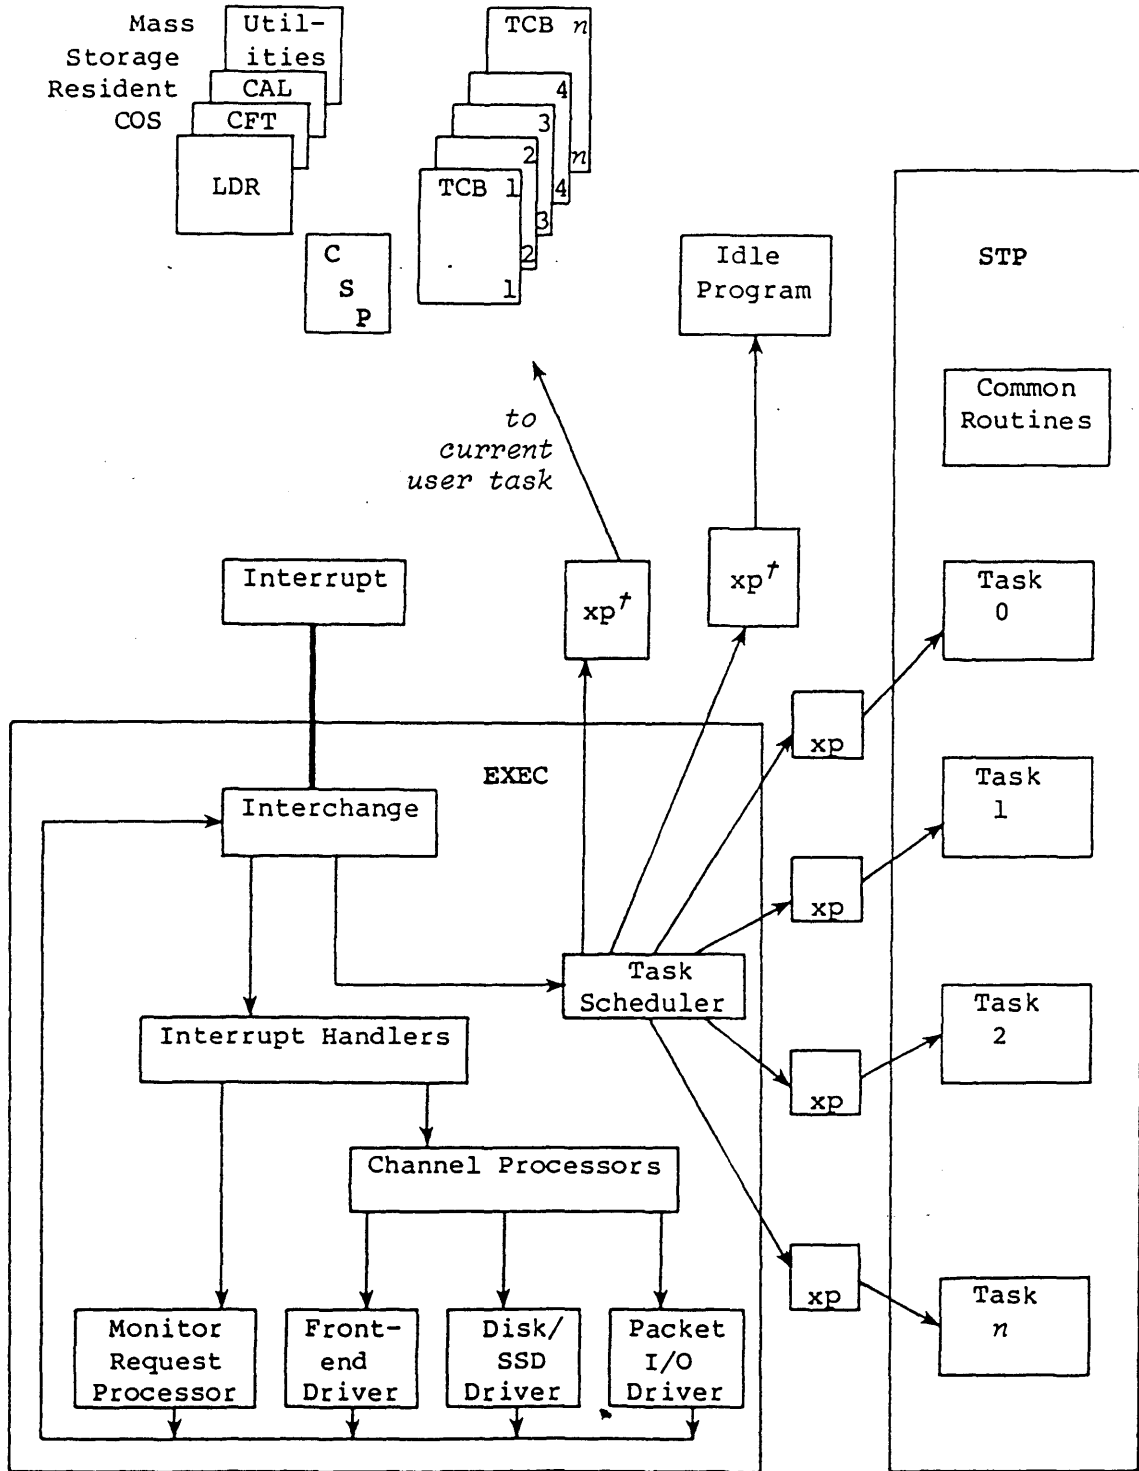 Mass
Storage
Resident
COS
Util-
ities
CAL
CFT
LDR
C
S
P
TCB n
4
3
2
TCB 1
n
4
3
2
1
Idle
Program
STP
Common
Routines
to
current
user task
xp†
xp†
Interrupt
Task
0
xp
EXEC
Interchange
Task
1
xp
Task
Scheduler
Task
2
xp
Interrupt Handlers
Channel Processors
xp
Task
n
Monitor
Request
Processor
Front-
end
Driver
Disk/
SSD
Driver
Packet
I/O
Driver